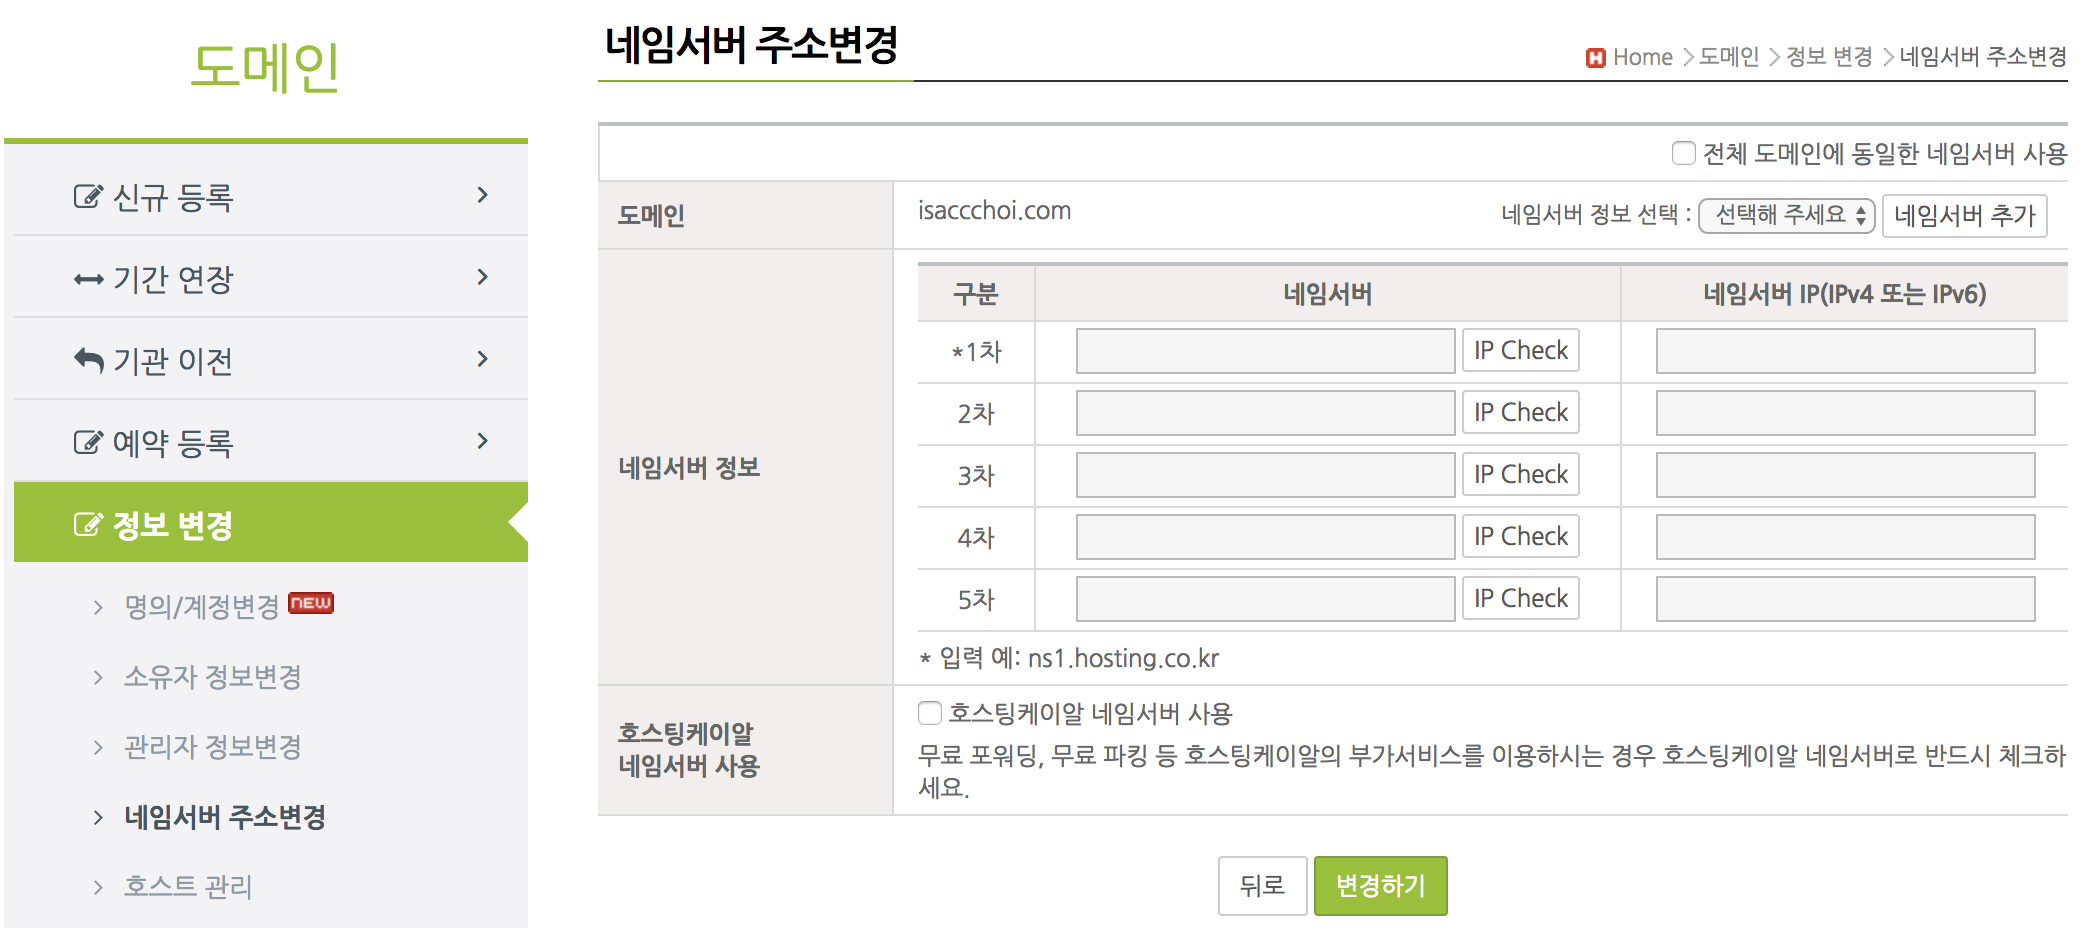 도메인
신규 등록
기간 연장
기관 이전
예약 등록
정보 변경
명의/계정변경 NEW
소유자 정보변경
관리자 정보변경
네임서버 주소변경
호스트 관리
네임서버 주소변경
H Home 도메인 정보 변경 네임서버 주소변경
전체 도메인에 동일한 네임서버 사용
도메인 isaccchoi.com 네임서버 정보 선택 : 선택해 주세요 네임서버 추가
네임서버 정보
구분 네임서버 네임서버 IP(IPv4 또는 IPv6)
*1차 IP Check
2차 IP Check
3차 IP Check
4차 IP Check
5차 IP Check
* 입력 예: ns1.hosting.co.kr
호스팅케이알
네임서버 사용
호스팅케이알 네임서버 사용
무료 포워딩, 무료 파킹 등 호스팅케이알의 부가서비스를 이용하시는 경우 호스팅케이알 네임서버로 반드시 체크하
세요.
뒤로 변경하기